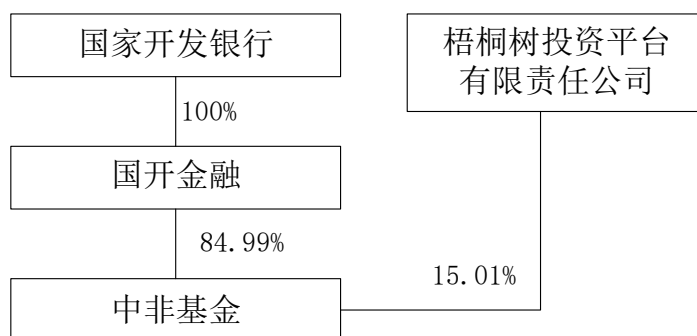 国家开发银行
梧桐树投资平台
有限责任公司
100%
国开金融
84.99%
15.01%
中非基金